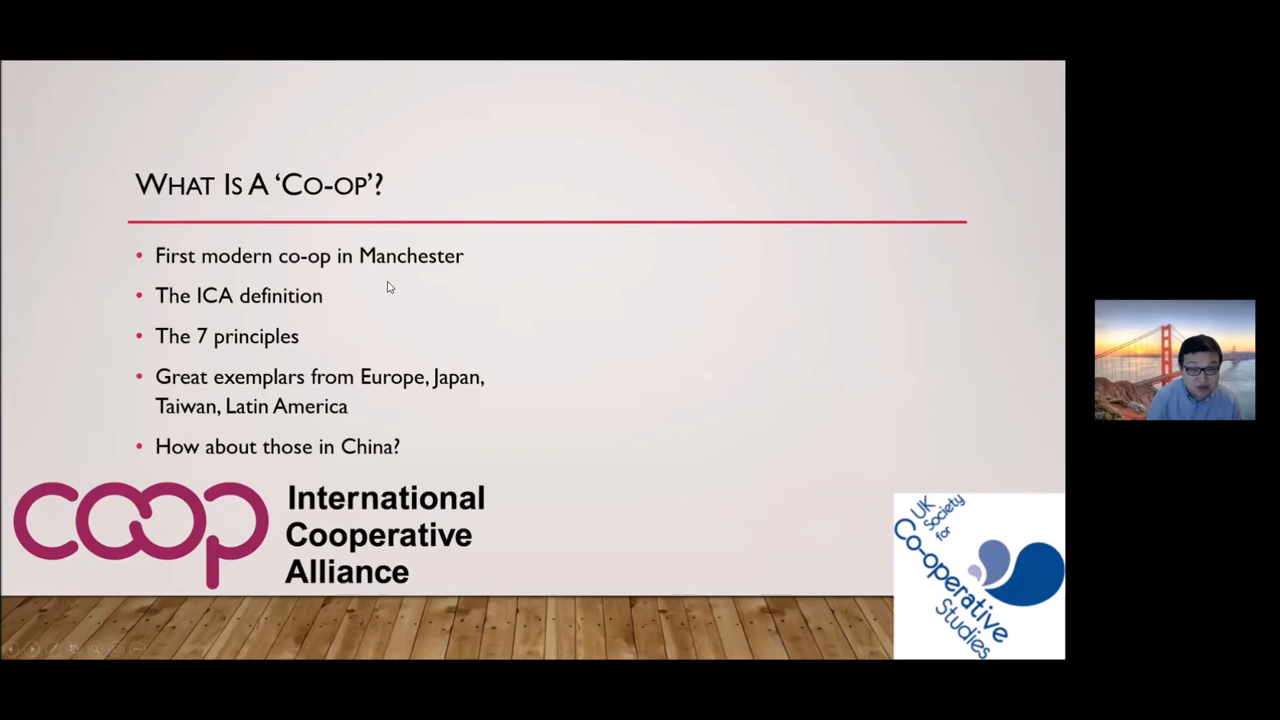 WHAT IS A ‘CO-OP’?
• First modern co-op in Manchester
• The ICA definition
• The 7 principles
• Great exemplars from Europe, Japan,
Taiwan, Latin America
• How about those in China?
coop
International
Cooperative
Alliance
UK
Society
for
Co-operative
Studies